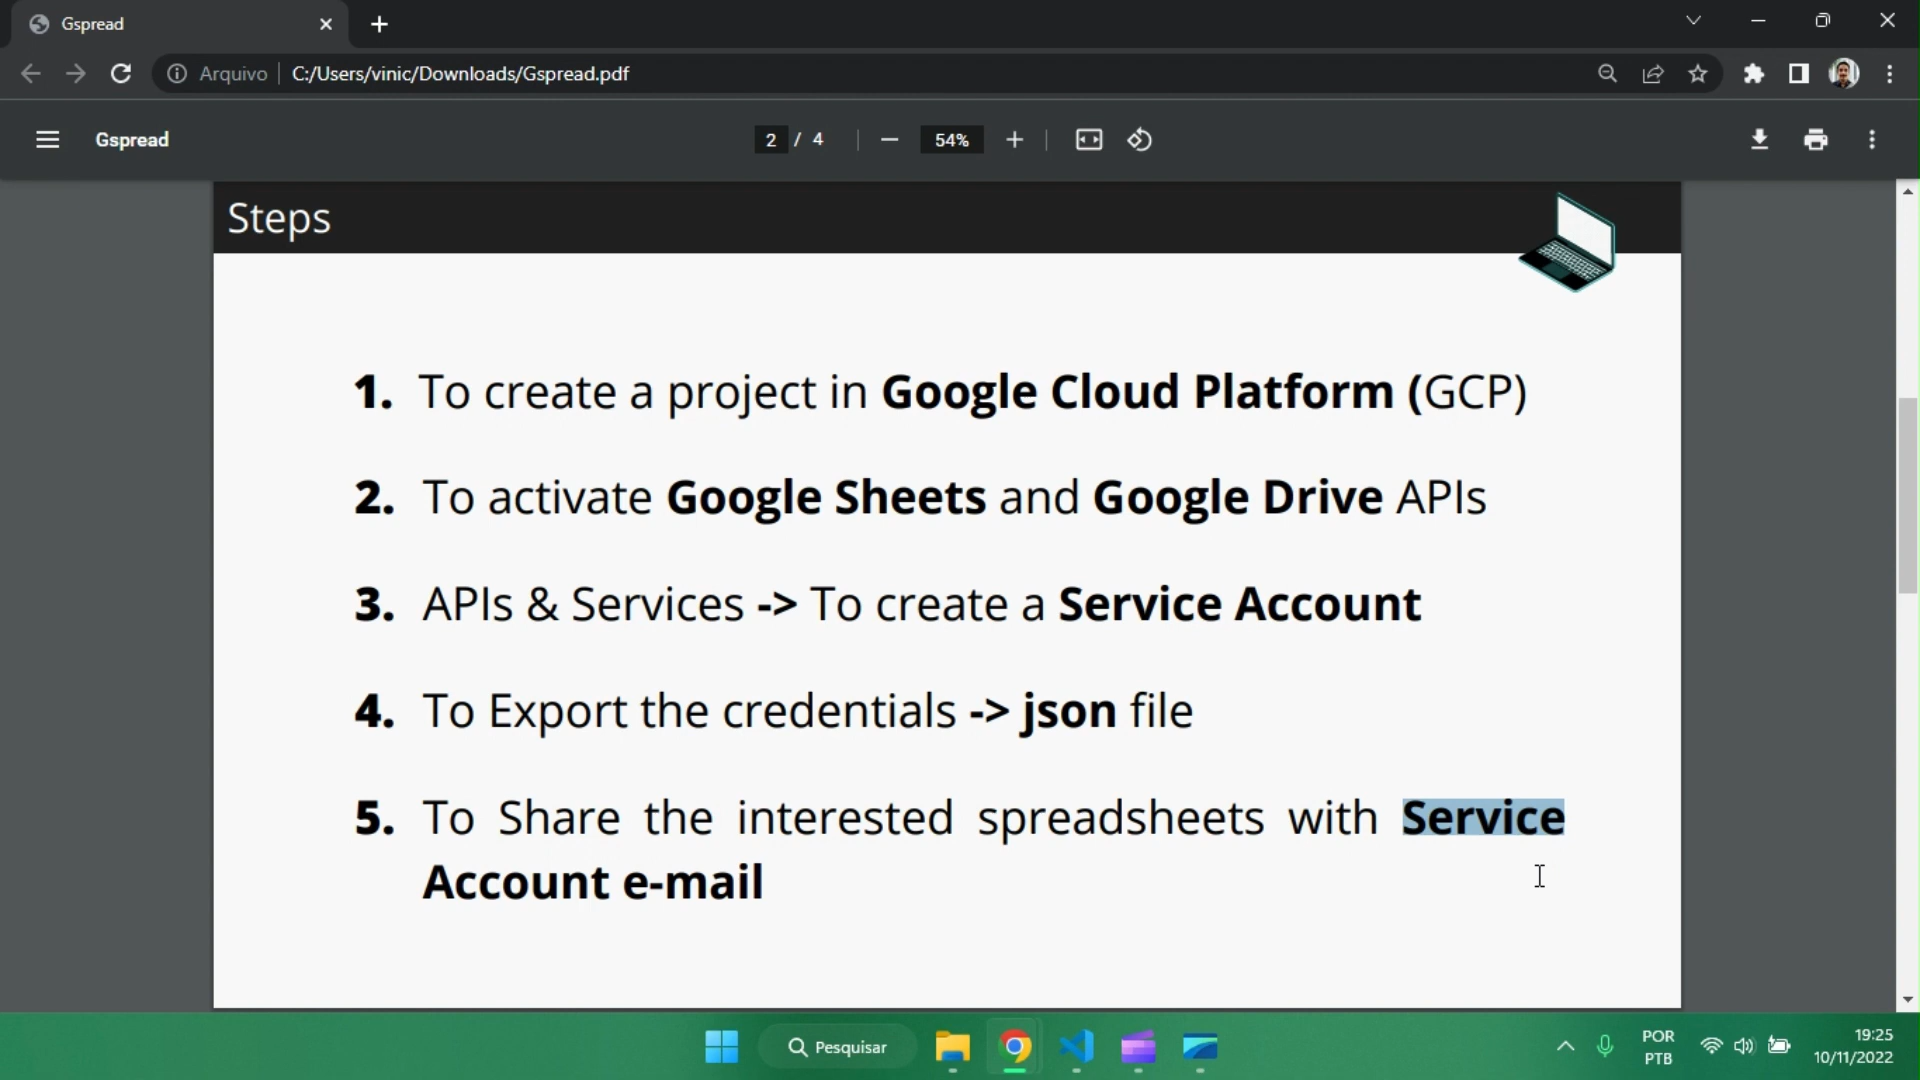 Gspread
Arquivo C:/Users/vinic/Downloads/Gspread.pdf
Gspread 2 / 4 54%
Steps
1. To create a project in Google Cloud Platform (GCP)
2. To activate Google Sheets and Google Drive APIs
3. APIs & Services -> To create a Service Account
4. To Export the credentials -> json file
5. To Share the interested spreadsheets with Service
Account e-mail
Pesquisar
POR
PTB
19:25
10/11/2022